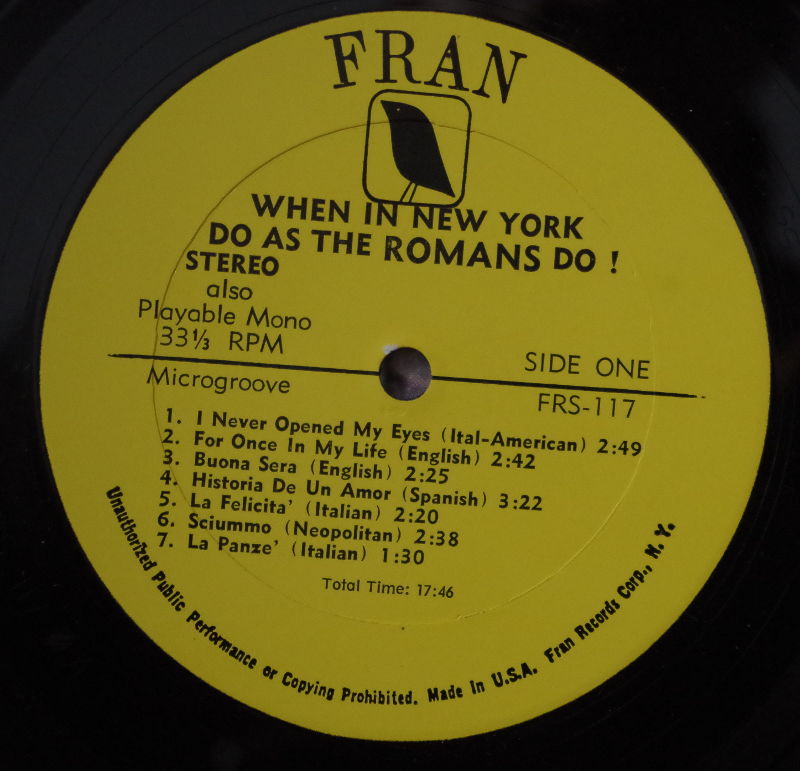 FRAN
WHEN IN NEW YORK
DO AS THE ROMANS DO !
STEREO
also
Playable Mono
33⅓ RPM
SIDE ONE
Microgroove
FRS-117
1. I Never Opened My Eyes (Ital-American) 2:49
2. For Once In My Life (English) 2:42
3. Buona Sera (English) 2:25
4. Historia De Un Amor (Spanish) 3:22
5. La Felicita' (Italian) 2:20
6. Sciummo (Neopolitan) 2:38
7. La Panze' (Italian) 1:30
Total Time: 17:46
Unauthorized Public Performance or Copying Prohibited. Made in U.S.A. Fran Records Corp., N. Y.